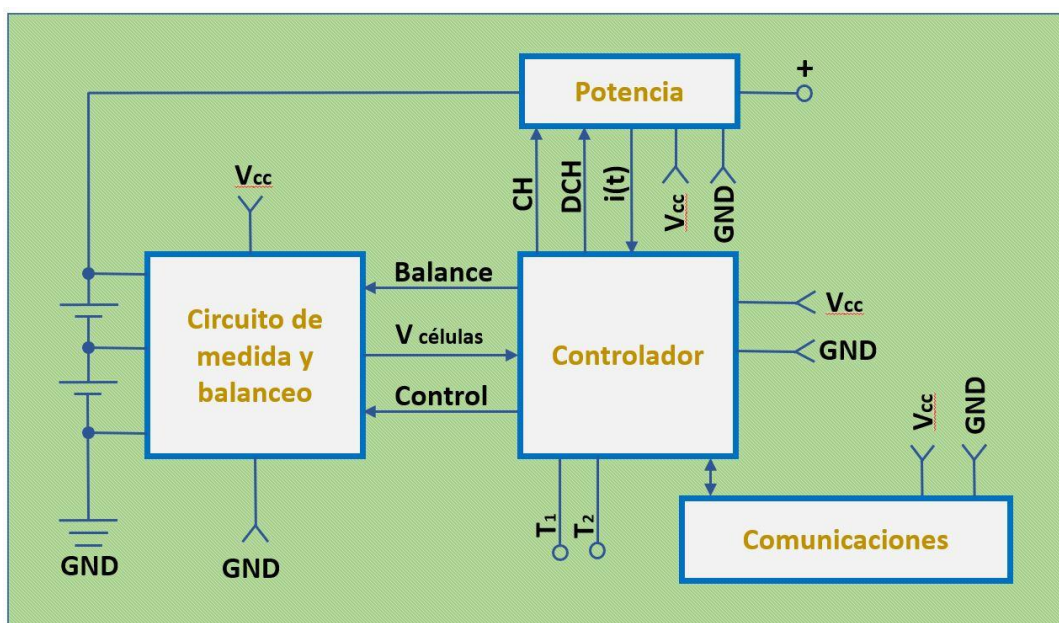 +
Potencia
CH
DCH
i(t)
Vcc
GND
Vcc
Balance
V células
Control
Circuito de
medida y
balanceo
Controlador
Vcc
GND
Vcc
GND
T1
T2
GND
GND
Comunicaciones